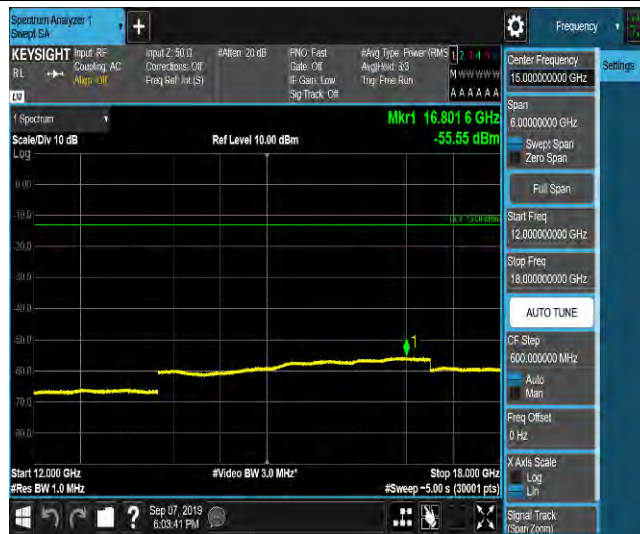 Spectrum Analyzer 1
Swept SA
+
Frequency
KEYSIGHT
RL
Input: RF
Coupling: AC
Align: Off
Input Z: 50 Ω
Corrections: Off
Freq Ref: Int (S)
#Atten: 20 dB
PNO: Fast
Gate: Off
IF Gain: Low
Sig Track: Off
#Avg Type: Power (RMS
Avg|Hold: 3/3
Trig: Free Run
M W W W W W
A A A A A A
1 Spectrum
Scale/Div 10 dB
Log
Ref Level 10.00 dBm
Mkr1 16.801 6 GHz
-55.55 dBm
0.00
-10.0
-20.0
-30.0
-40.0
-50.0
-60.0
-70.0
-80.0
1
Start 12.000 GHz
#Res BW 1.0 MHz
#Video BW 3.0 MHz*
Stop 18.000 GHz
#Sweep ~5.00 s (30001 pts)
Sep 07, 2019
6:03:41 PM
Settings
Center Frequency
15.000000000 GHz
Span
6.00000000 GHz
Swept Span
Zero Span
Full Span
Start Freq
12.000000000 GHz
Stop Freq
18.000000000 GHz
AUTO TUNE
CF Step
600.000000 MHz
Auto
Man
Freq Offset
0 Hz
X Axis Scale
Log
Lin
Signal Track
(Span Zoom)